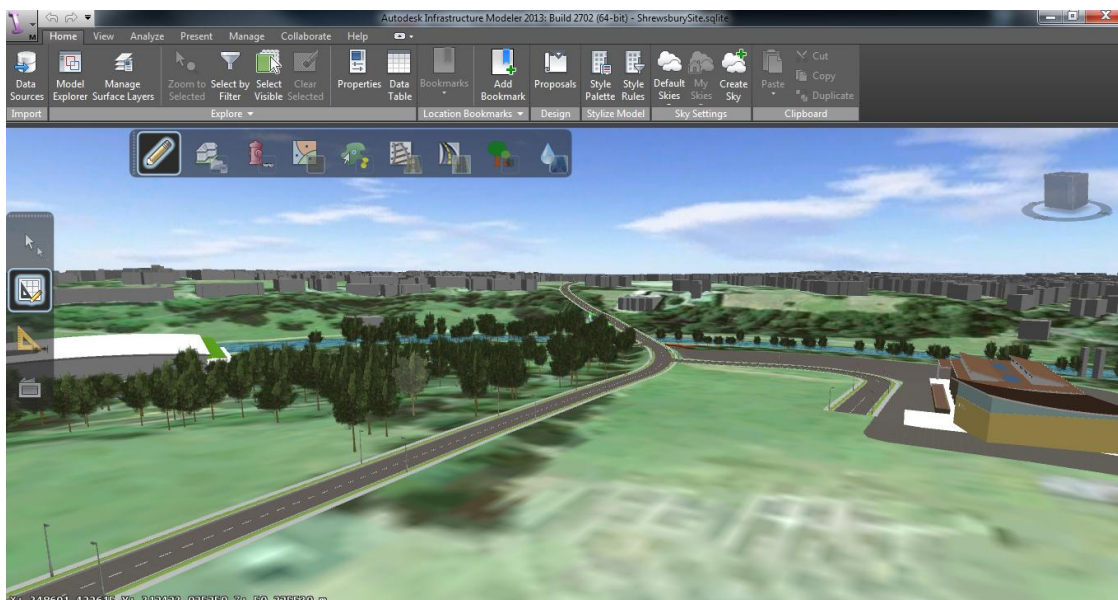 Autodesk Infrastructure Modeler 2013: Build 2702 (64-bit) - ShrewsburySite.sqlite
M
Home View Analyze Present Manage Collaborate Help
Data Sources
Model Explorer
Manage Surface Layers
Zoom to Selected
Select by Filter
Select Visible
Clear Selected
Properties
Data Table
Bookmarks
Add Bookmark
Proposals
Style Palette
Style Rules
Default Skies
My Skies
Create Sky
Paste
Cut
Copy
Duplicate
Import Explore Location Bookmarks Design Stylize Model Sky Settings Clipboard